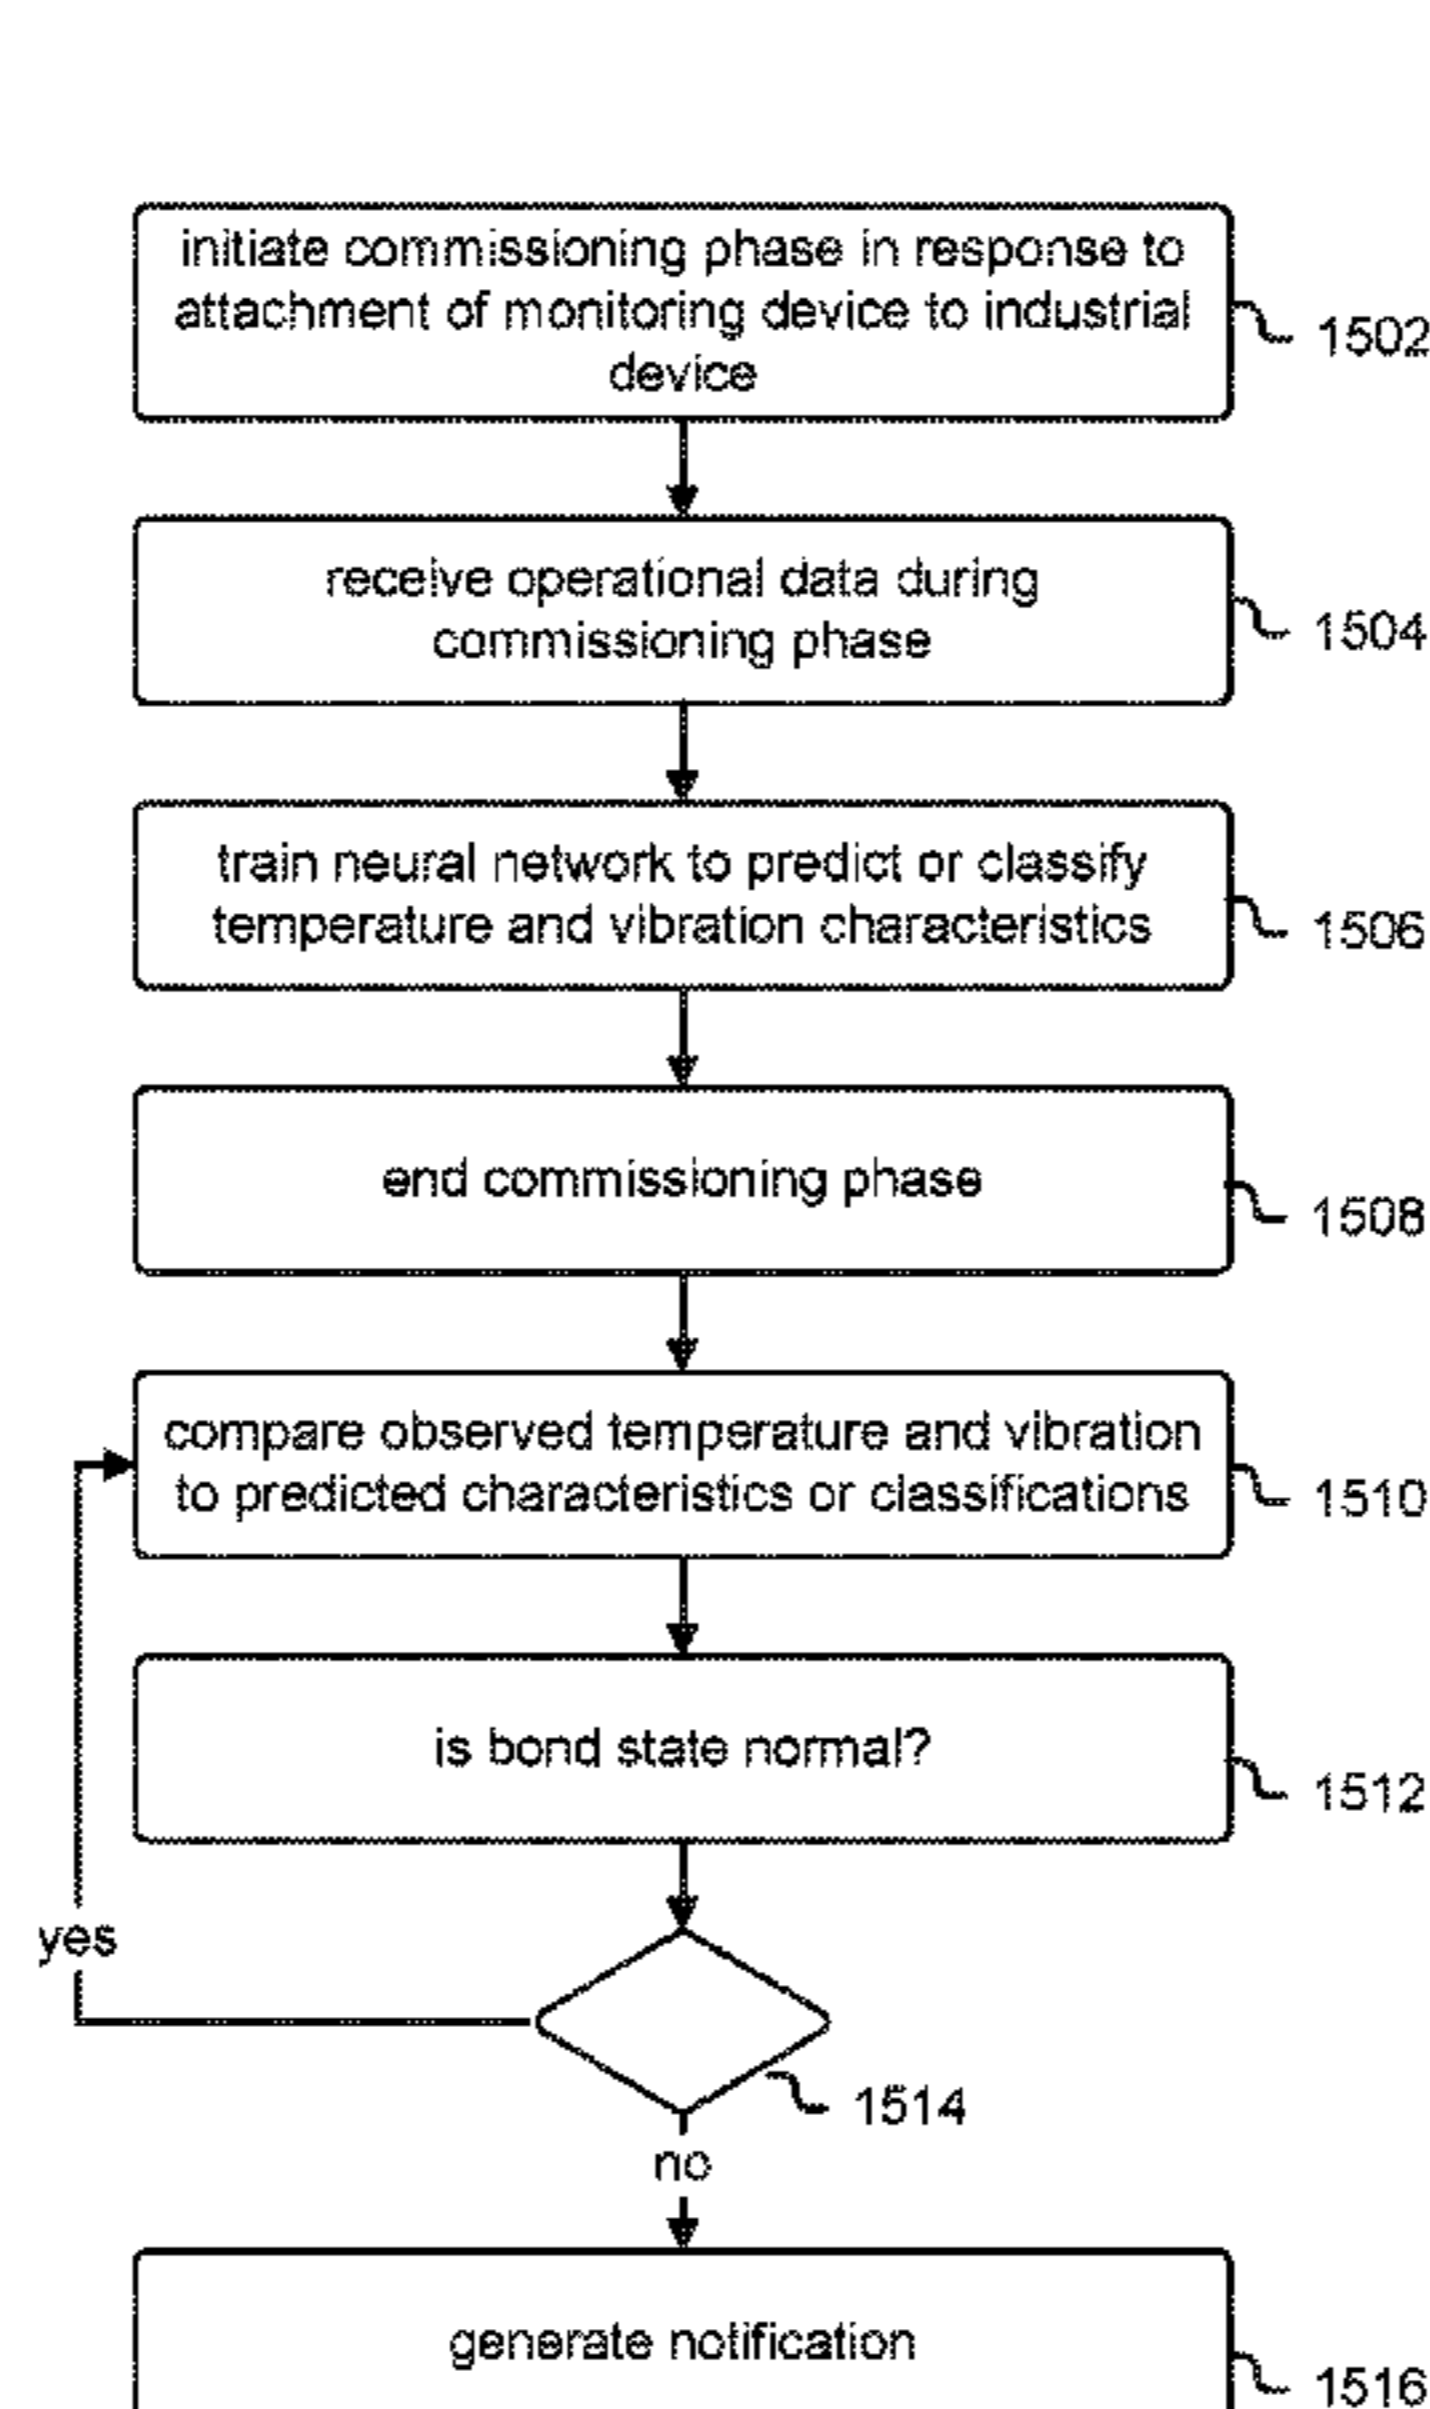 initiate commissioning phase in response to
attachment of monitoring device to industrial
device
1502
receive operational data during
commissioning phase
1504
train neural network to predict or classify
temperature and vibration characteristics
1506
end commissioning phase
1508
compare observed temperature and vibration
to predicted characteristics or classifications
1510
is bond state normal?
1512
yes
1514
no
generate notification
1516